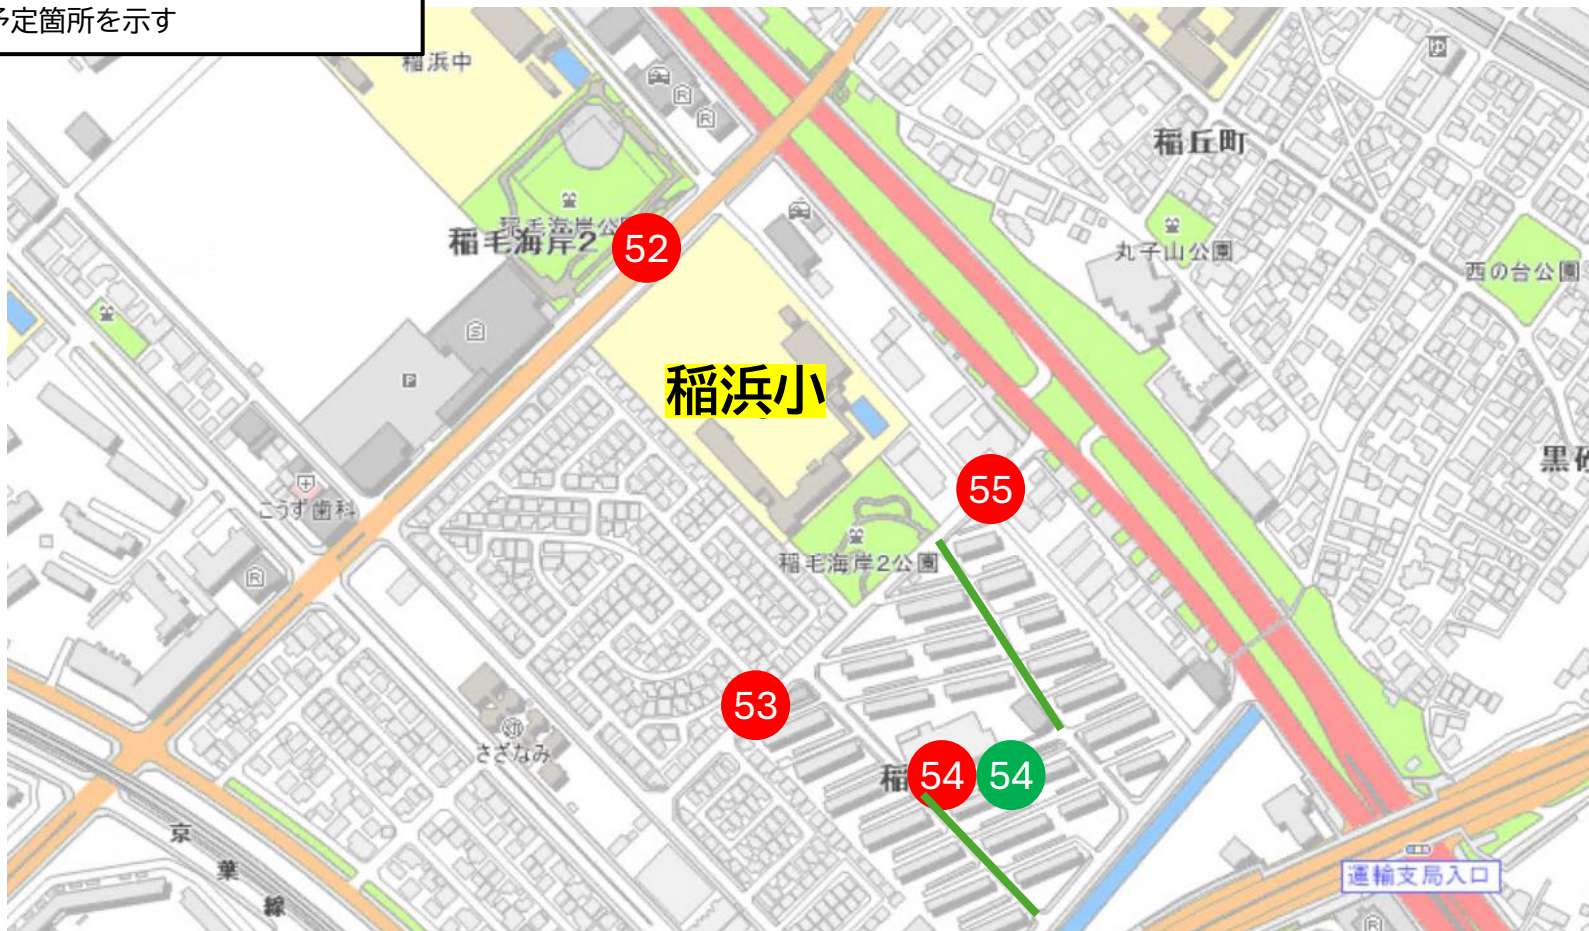 予定箇所を示す
稲浜中
稲丘町
稲毛海岸2
52
丸子山公園
西の台公園
稲浜小
55
こうず歯科
稲毛海岸2公園
53
さざなみ
54
54
京
葉
線
運輸支局入口